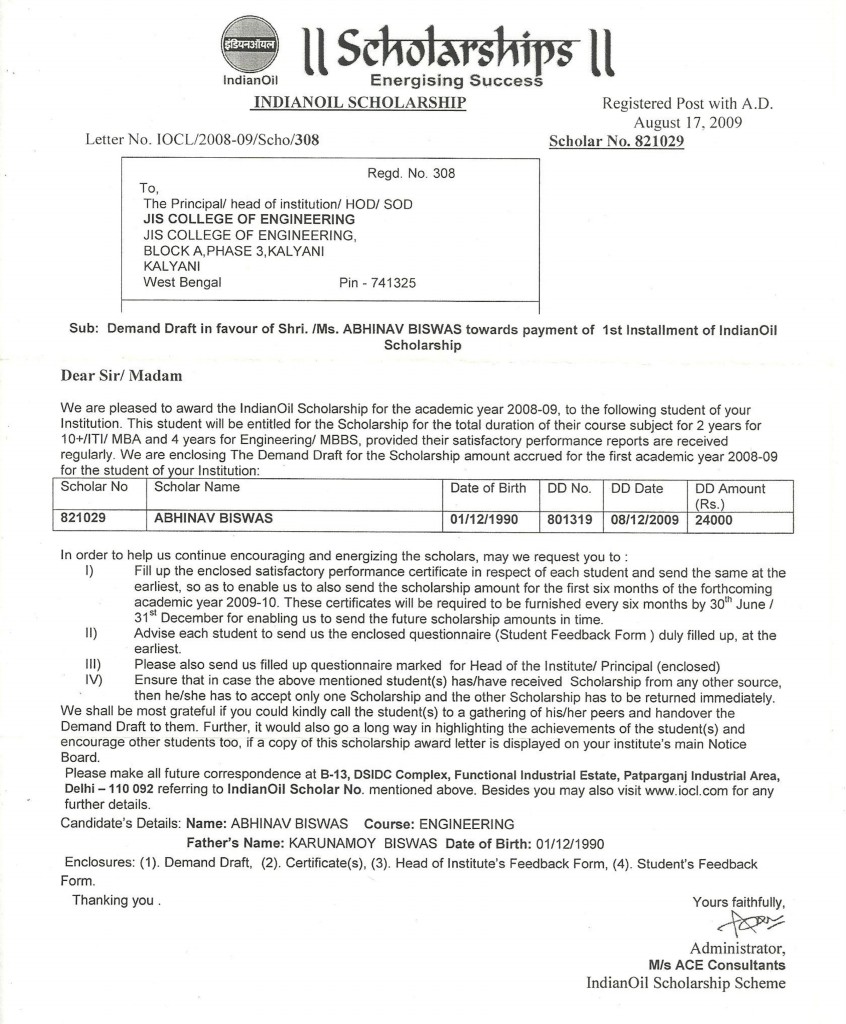 इंडियनऑयल
IndianOil
|| Scholarships ||
Energising Success
INDIANOIL SCHOLARSHIP
Registered Post with A.D.
August 17, 2009
Letter No. IOCL/2008-09/Scho/308
Scholar No. 821029
Regd. No. 308
To,
The Principal/ head of institution/ HOD/ SOD
JIS COLLEGE OF ENGINEERING
JIS COLLEGE OF ENGINEERING,
BLOCK A,PHASE 3,KALYANI
KALYANI
West Bengal Pin - 741325
Sub: Demand Draft in favour of Shri. /Ms. ABHINAV BISWAS towards payment of 1st Installment of IndianOil
Scholarship
Dear Sir/ Madam
We are pleased to award the IndianOil Scholarship for the academic year 2008-09, to the following student of your
Institution. This student will be entitled for the Scholarship for the total duration of their course subject for 2 years for
10+/ITI/ MBA and 4 years for Engineering/ MBBS, provided their satisfactory performance reports are received
regularly. We are enclosing The Demand Draft for the Scholarship amount accrued for the first academic year 2008-09
for the student of your Institution:
Scholar No Scholar Name Date of Birth DD No. DD Date DD Amount
(Rs.)
821029 ABHINAV BISWAS 01/12/1990 801319 08/12/2009 24000
In order to help us continue encouraging and energizing the scholars, may we request you to :
I) Fill up the enclosed satisfactory performance certificate in respect of each student and send the same at the
earliest, so as to enable us to also send the scholarship amount for the first six months of the forthcoming
academic year 2009-10. These certificates will be required to be furnished every six months by 30th June /
31st December for enabling us to send the future scholarship amounts in time.
II) Advise each student to send us the enclosed questionnaire (Student Feedback Form ) duly filled up, at the
earliest.
III) Please also send us filled up questionnaire marked for Head of the Institute/ Principal (enclosed)
IV) Ensure that in case the above mentioned student(s) has/have received Scholarship from any other source,
then he/she has to accept only one Scholarship and the other Scholarship has to be returned immediately.
We shall be most grateful if you could kindly call the student(s) to a gathering of his/her peers and handover the
Demand Draft to them. Further, it would also go a long way in highlighting the achievements of the student(s) and
encourage other students too, if a copy of this scholarship award letter is displayed on your institute's main Notice
Board.
Please make all future correspondence at B-13, DSIDC Complex, Functional Industrial Estate, Patparganj Industrial Area,
Delhi – 110 092 referring to IndianOil Scholar No. mentioned above. Besides you may also visit www.iocl.com for any
further details.
Candidate's Details: Name: ABHINAV BISWAS Course: ENGINEERING
Father's Name: KARUNAMOY BISWAS Date of Birth: 01/12/1990
Enclosures: (1). Demand Draft, (2). Certificate(s), (3). Head of Institute's Feedback Form, (4). Student's Feedback
Form.
Thanking you .
Yours faithfully,
Administrator,
M/s ACE Consultants
IndianOil Scholarship Scheme